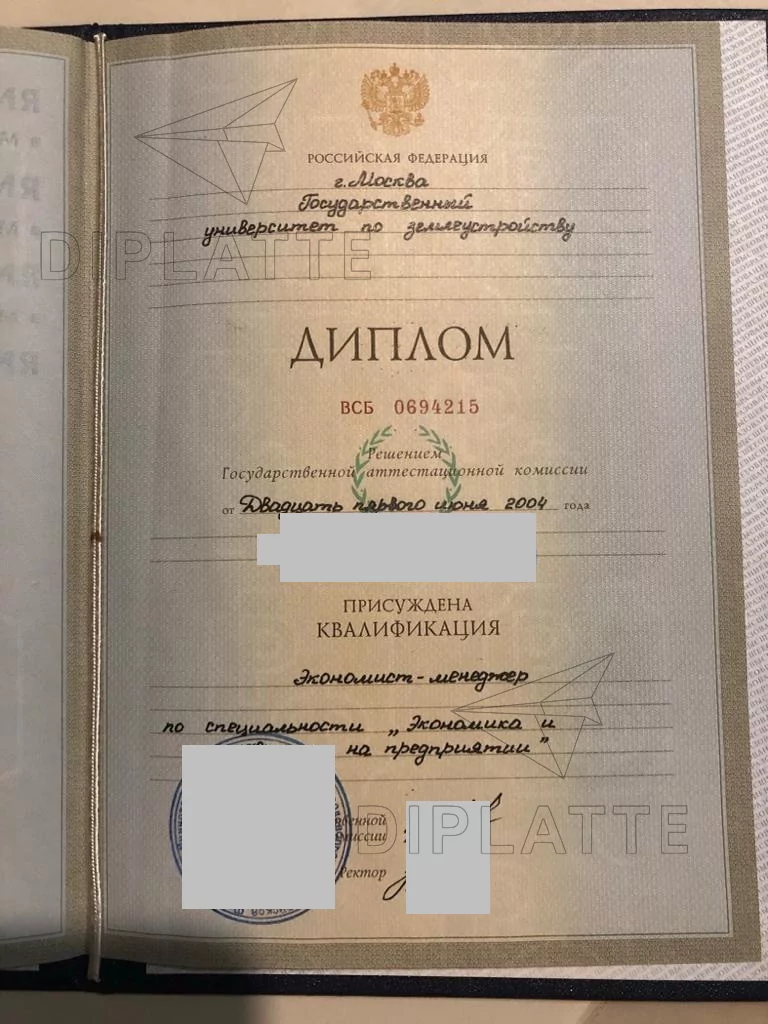 РОССИЙСКАЯ ФЕДЕРАЦИЯ
г. Москва
Государственный
университет по землеустройству
DIPLATTE
ДИПЛОМ
ВСБ 0694215
Решением
Государственной аттестационной комиссии
от Двадцать первого июня 2004 года
ПРИСУЖДЕНА
КВАЛИФИКАЦИЯ
Экономист-менеджер
по специальности „Экономика и
на предприятии”
DIPLATTE
Ректор